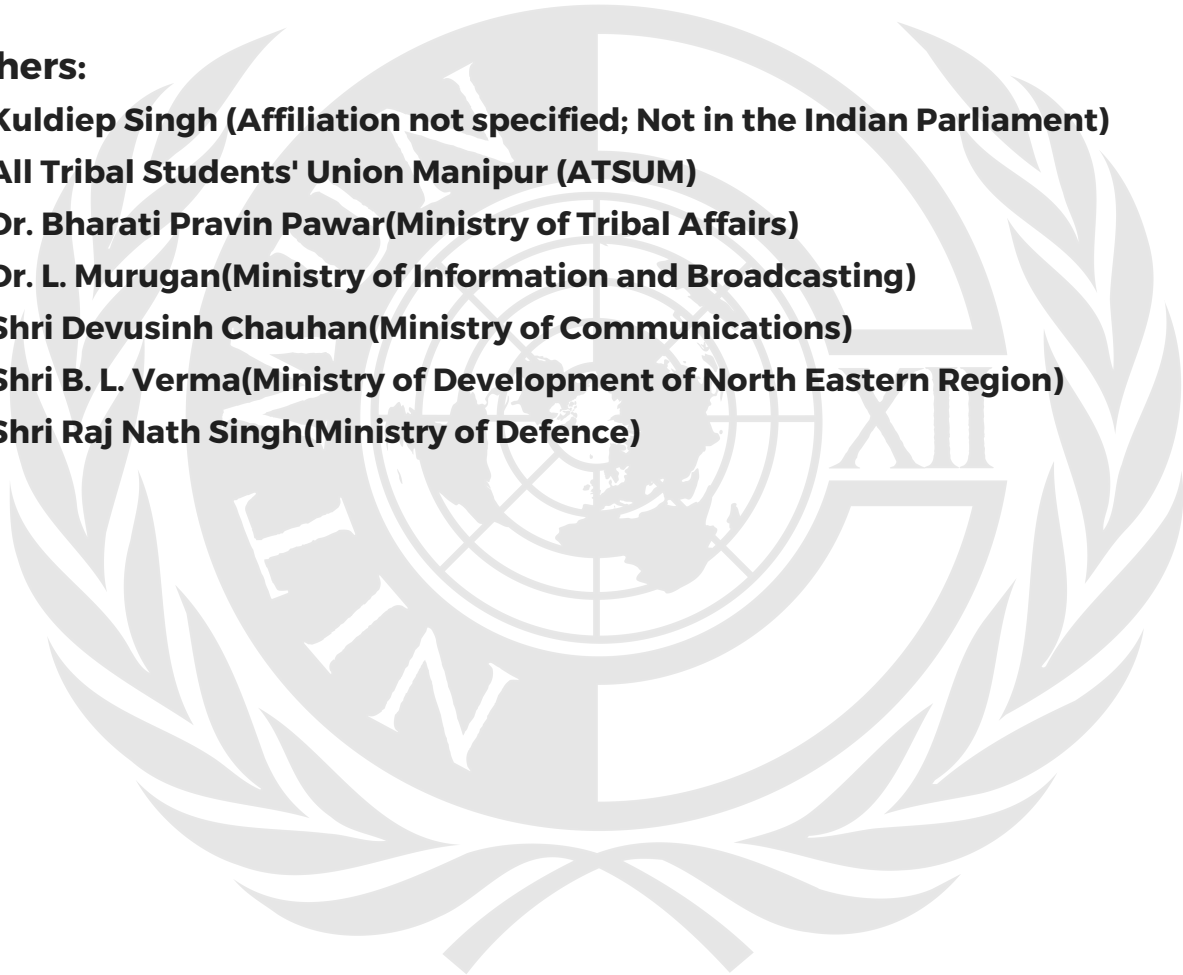 hers:
Kuldiep Singh (Affiliation not specified; Not in the Indian Parliament)
All Tribal Students' Union Manipur (ATSUM)
Dr. Bharati Pravin Pawar(Ministry of Tribal Affairs)
Dr. L. Murugan(Ministry of Information and Broadcasting)
Shri Devusinh Chauhan(Ministry of Communications)
Shri B. L. Verma(Ministry of Development of North Eastern Region)
Shri Raj Nath Singh(Ministry of Defence)
NITMUN
XII